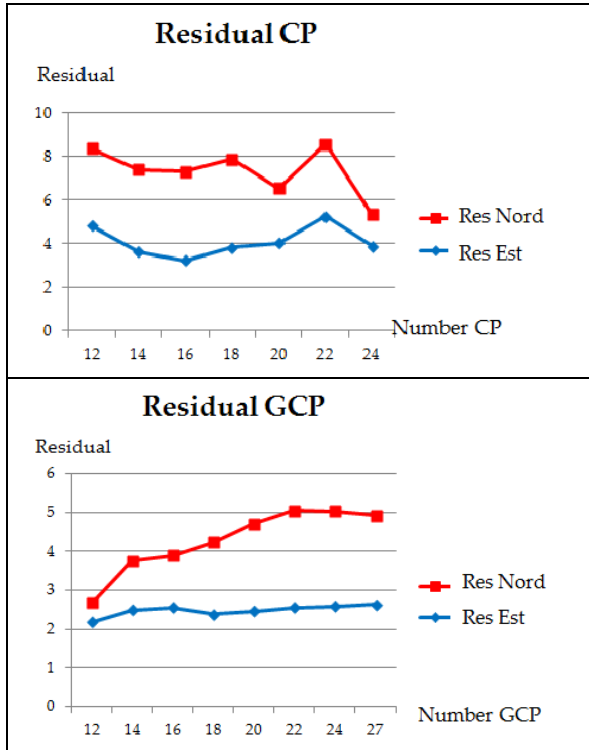 Residual CP
Residual
10
8
6
4
2
0
12 14 16 18 20 22 24
Number CP
Res Nord
Res Est
Residual GCP
Residual
6
5
4
3
2
1
0
12 14 16 18 20 22 24 27
Number GCP
Res Nord
Res Est